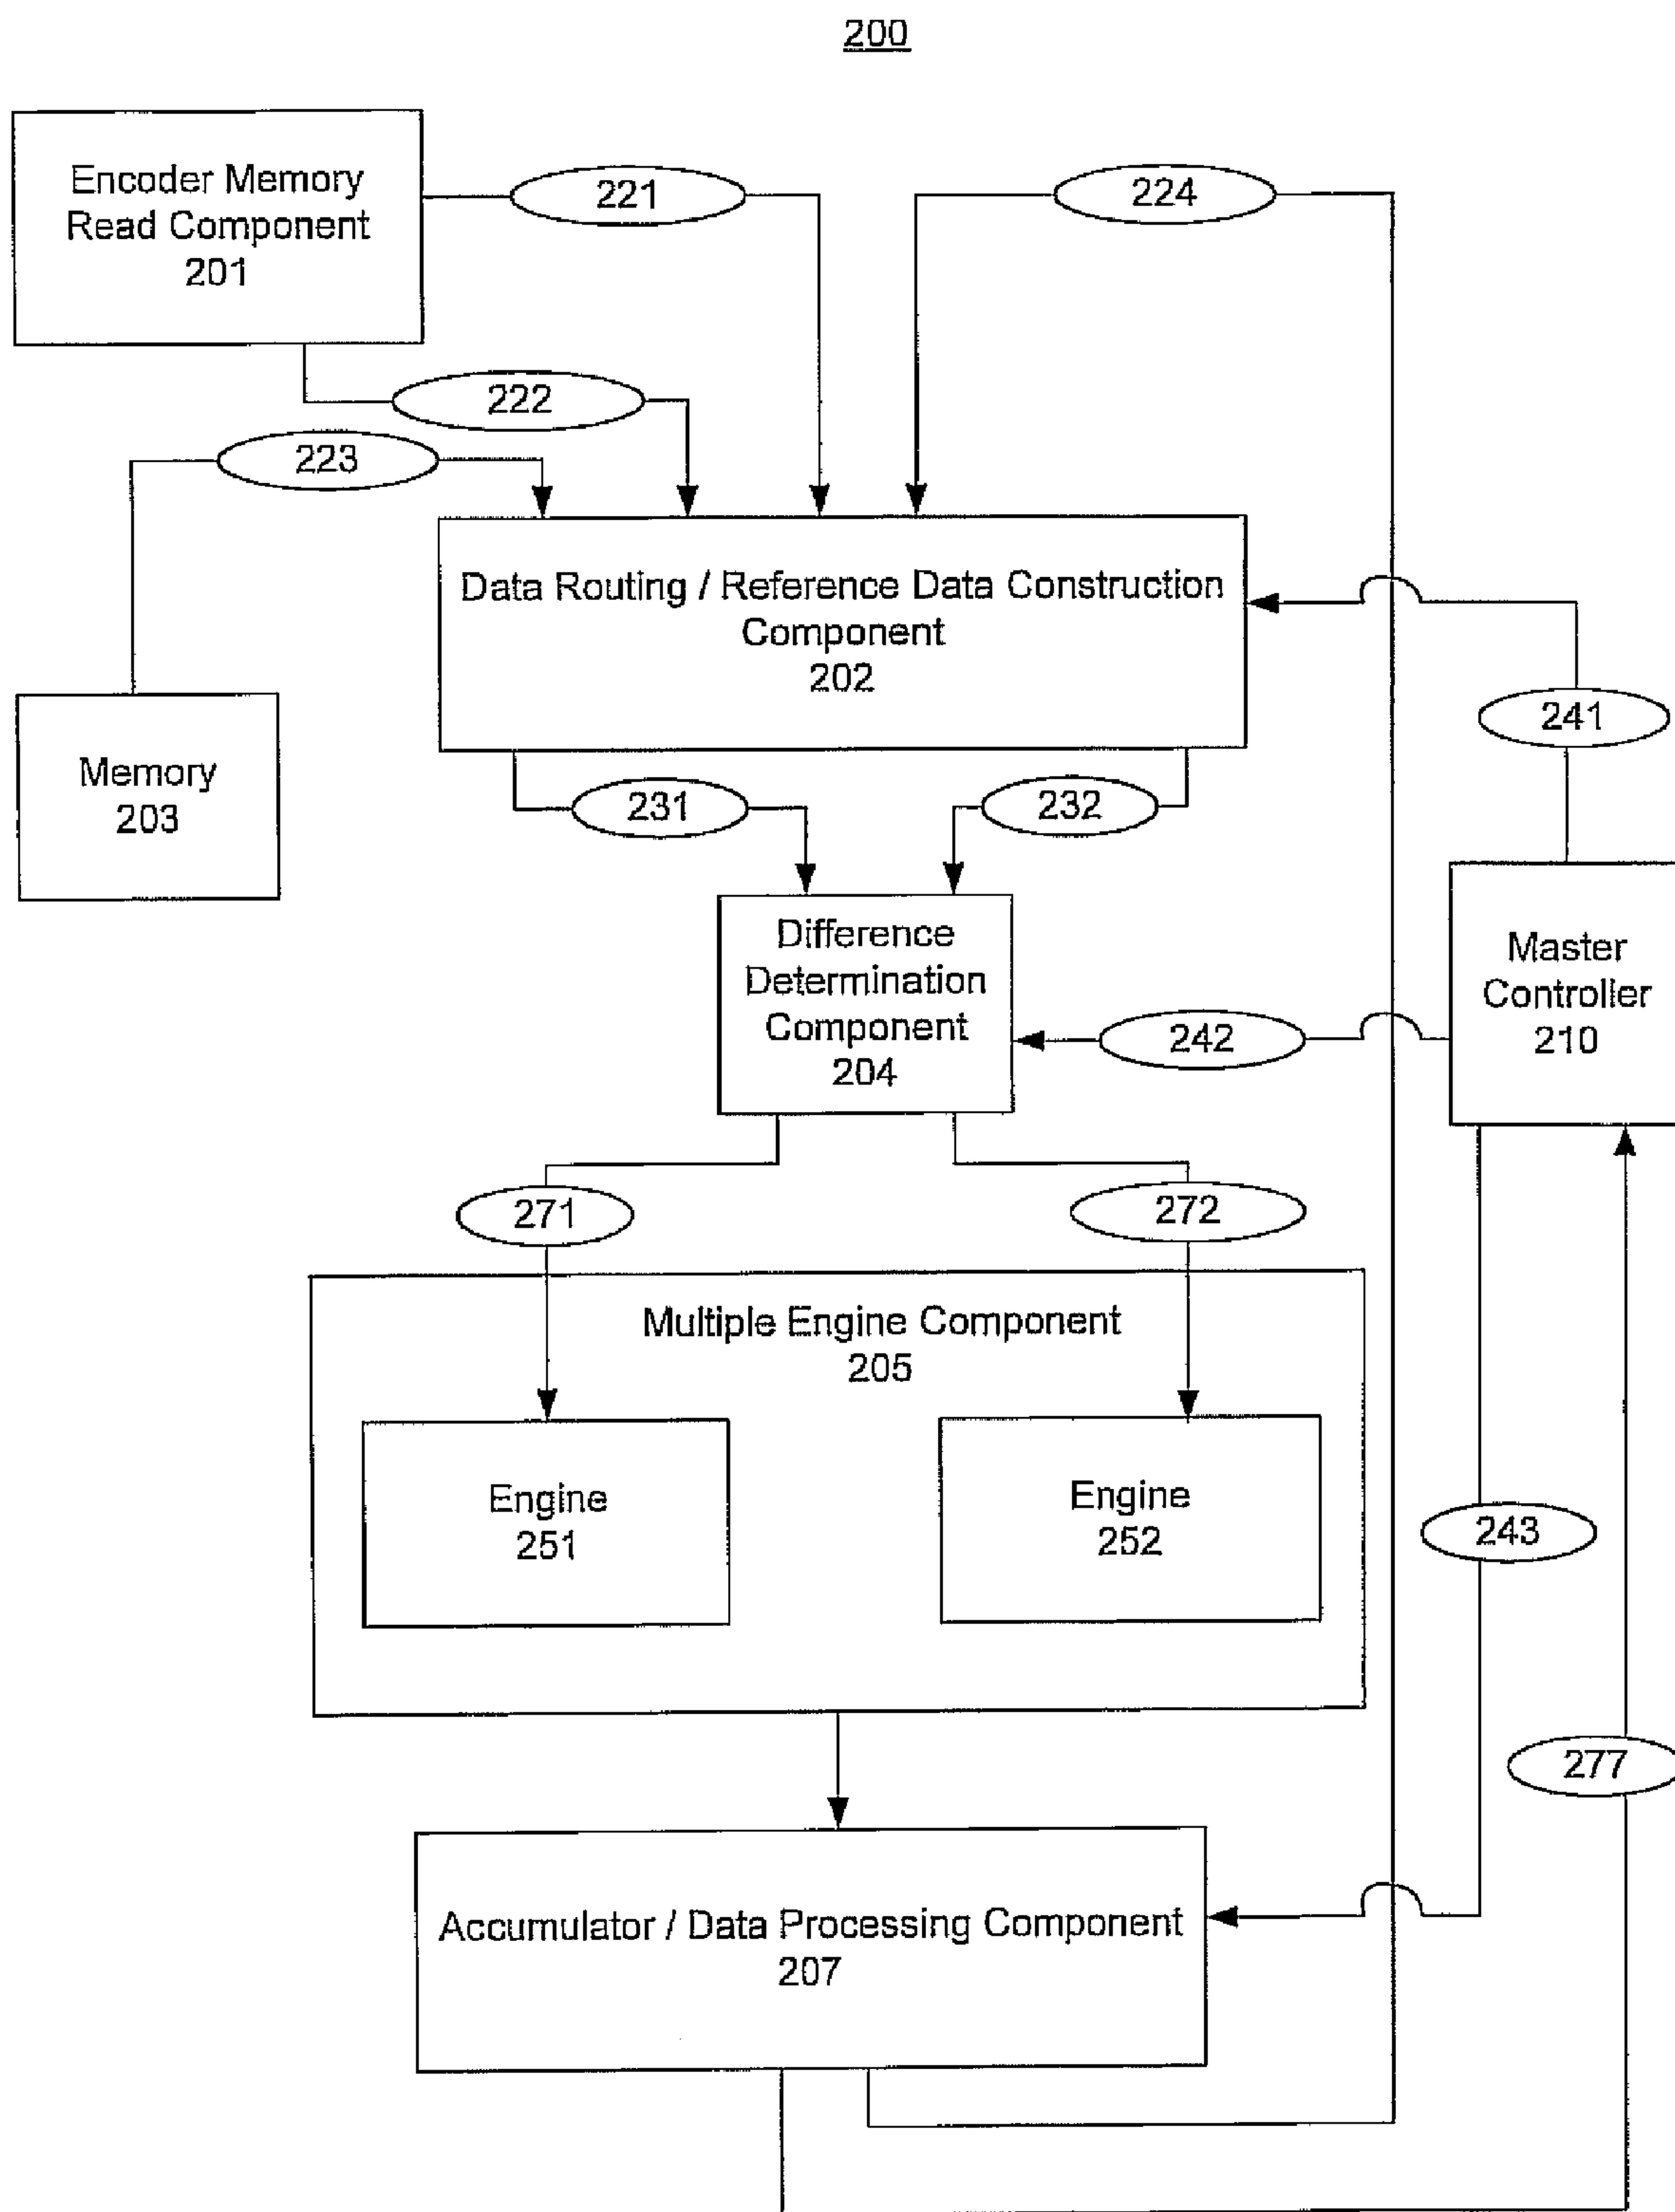 200
Encoder Memory
Read Component
201
221
224
222
223
Data Routing / Reference Data Construction
Component
202
241
Memory
203
231
232
Difference
Determination
Component
204
Master
Controller
210
242
271
272
Multiple Engine Component
205
Engine
251
Engine
252
243
277
Accumulator / Data Processing Component
207